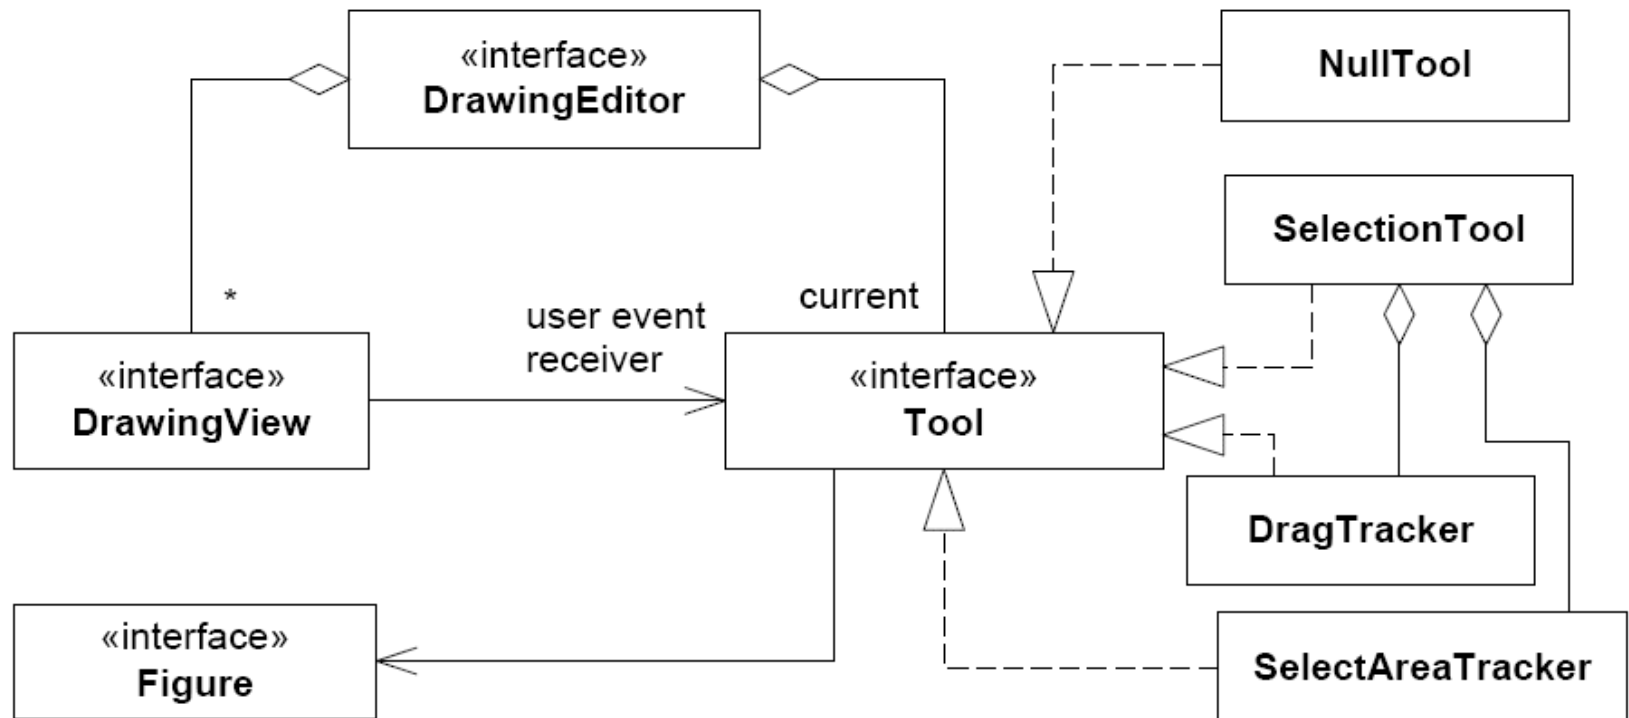 «interface»
DrawingEditor
NullTool
SelectionTool
*
current
user event
receiver
«interface»
DrawingView
«interface»
Tool
DragTracker
«interface»
Figure
SelectAreaTracker